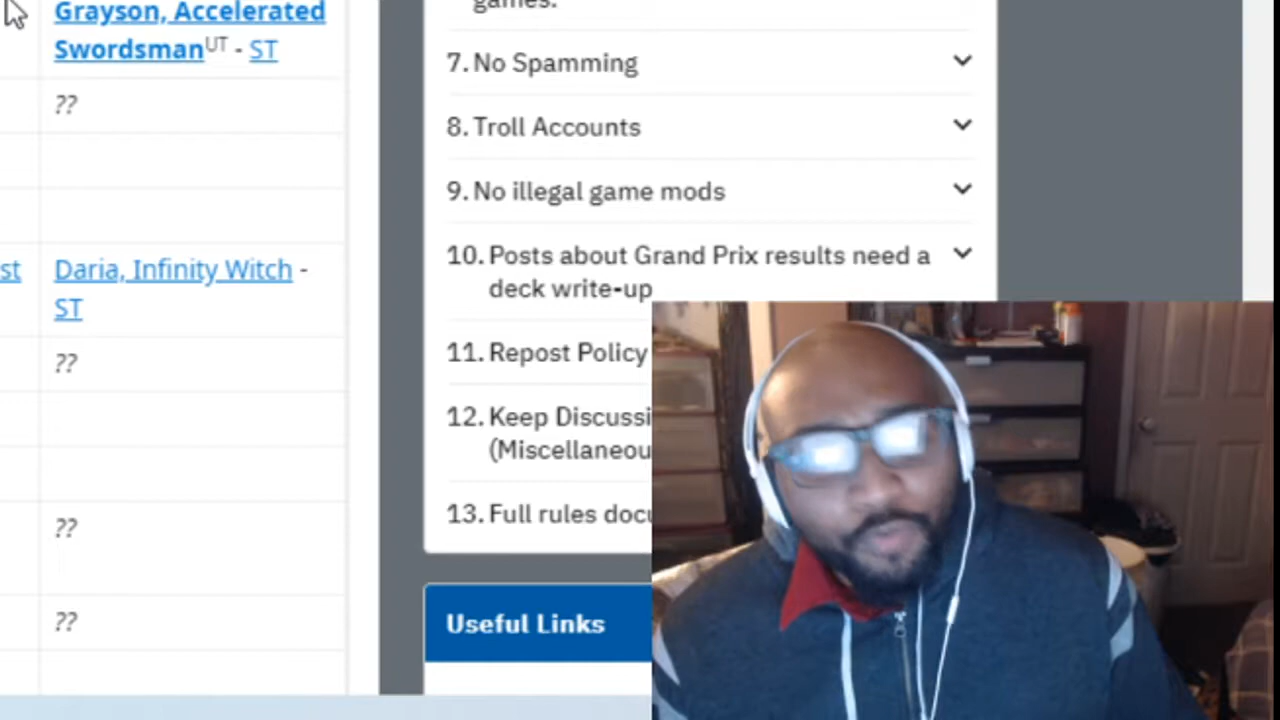 Grayson, Accelerated
Swordsman UT - ST
??
st
Daria, Infinity Witch -
ST
??
??
??
games.
7. No Spamming
8. Troll Accounts
9. No illegal game mods
10. Posts about Grand Prix results need a
deck write-up
11. Repost Policy
12. Keep Discussi
(Miscellaneou
13. Full rules docu
Useful Links